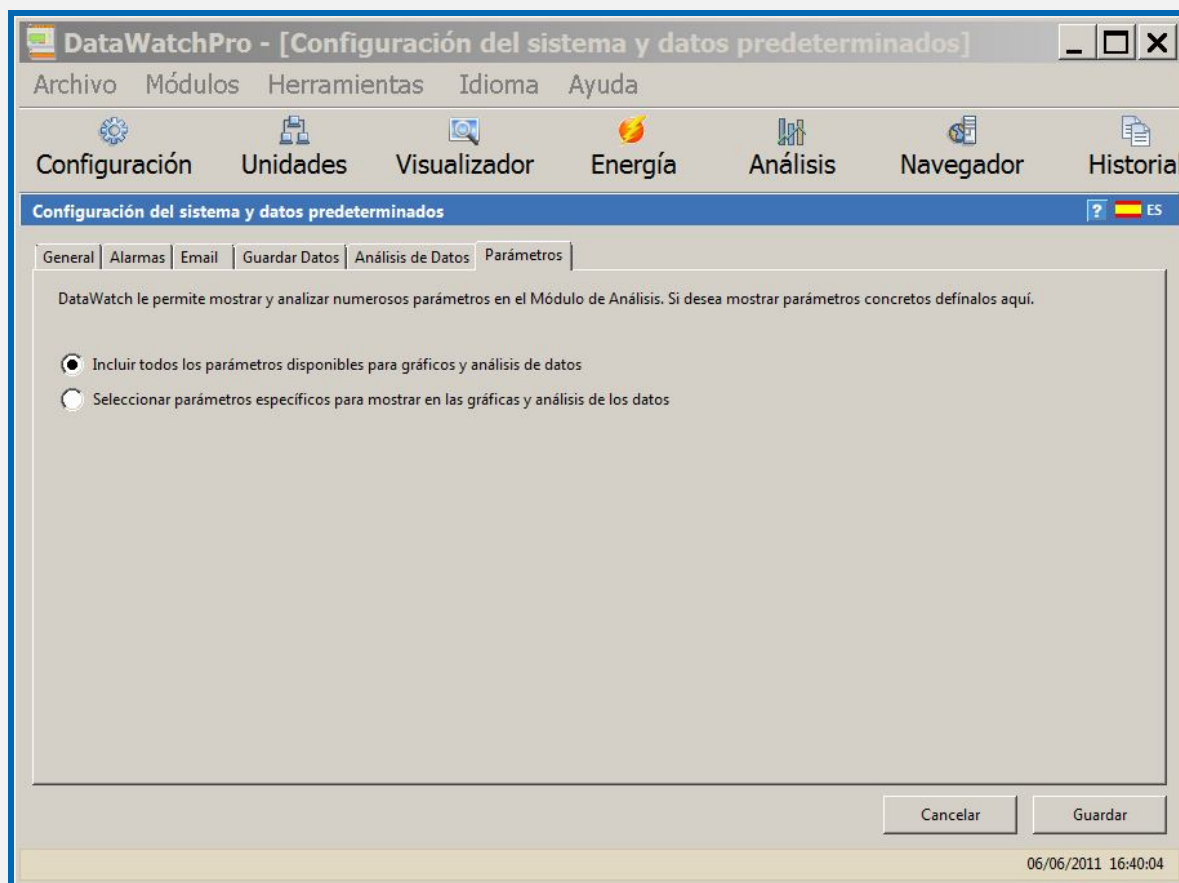 DataWatchPro - [Configuración del sistema y datos predeterminados]
Archivo Módulos Herramientas Idioma Ayuda
Configuración Unidades Visualizador Energía Análisis Navegador Historial
Configuración del sistema y datos predeterminados ? ES
General Alarmas Email Guardar Datos Análisis de Datos Parámetros
DataWatch le permite mostrar y analizar numerosos parámetros en el Módulo de Análisis. Si desea mostrar parámetros concretos defínalos aquí.
Incluir todos los parámetros disponibles para gráficos y análisis de datos
Seleccionar parámetros específicos para mostrar en las gráficas y análisis de los datos
Cancelar Guardar
06/06/2011 16:40:04